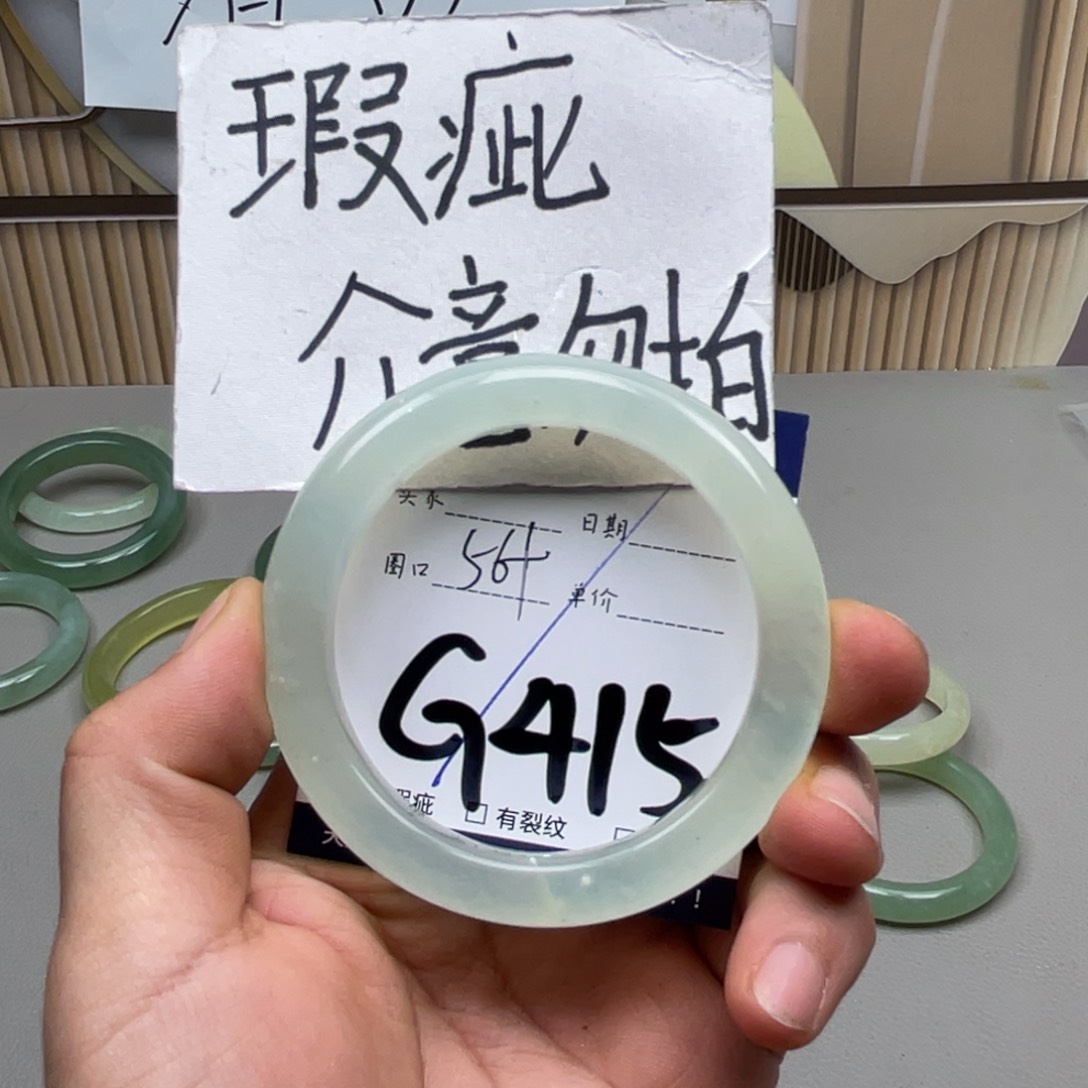 瑕疵
介意勿拍
日期
圈口 56
单价
G415
瑕疵 □ 有裂纹 □
！